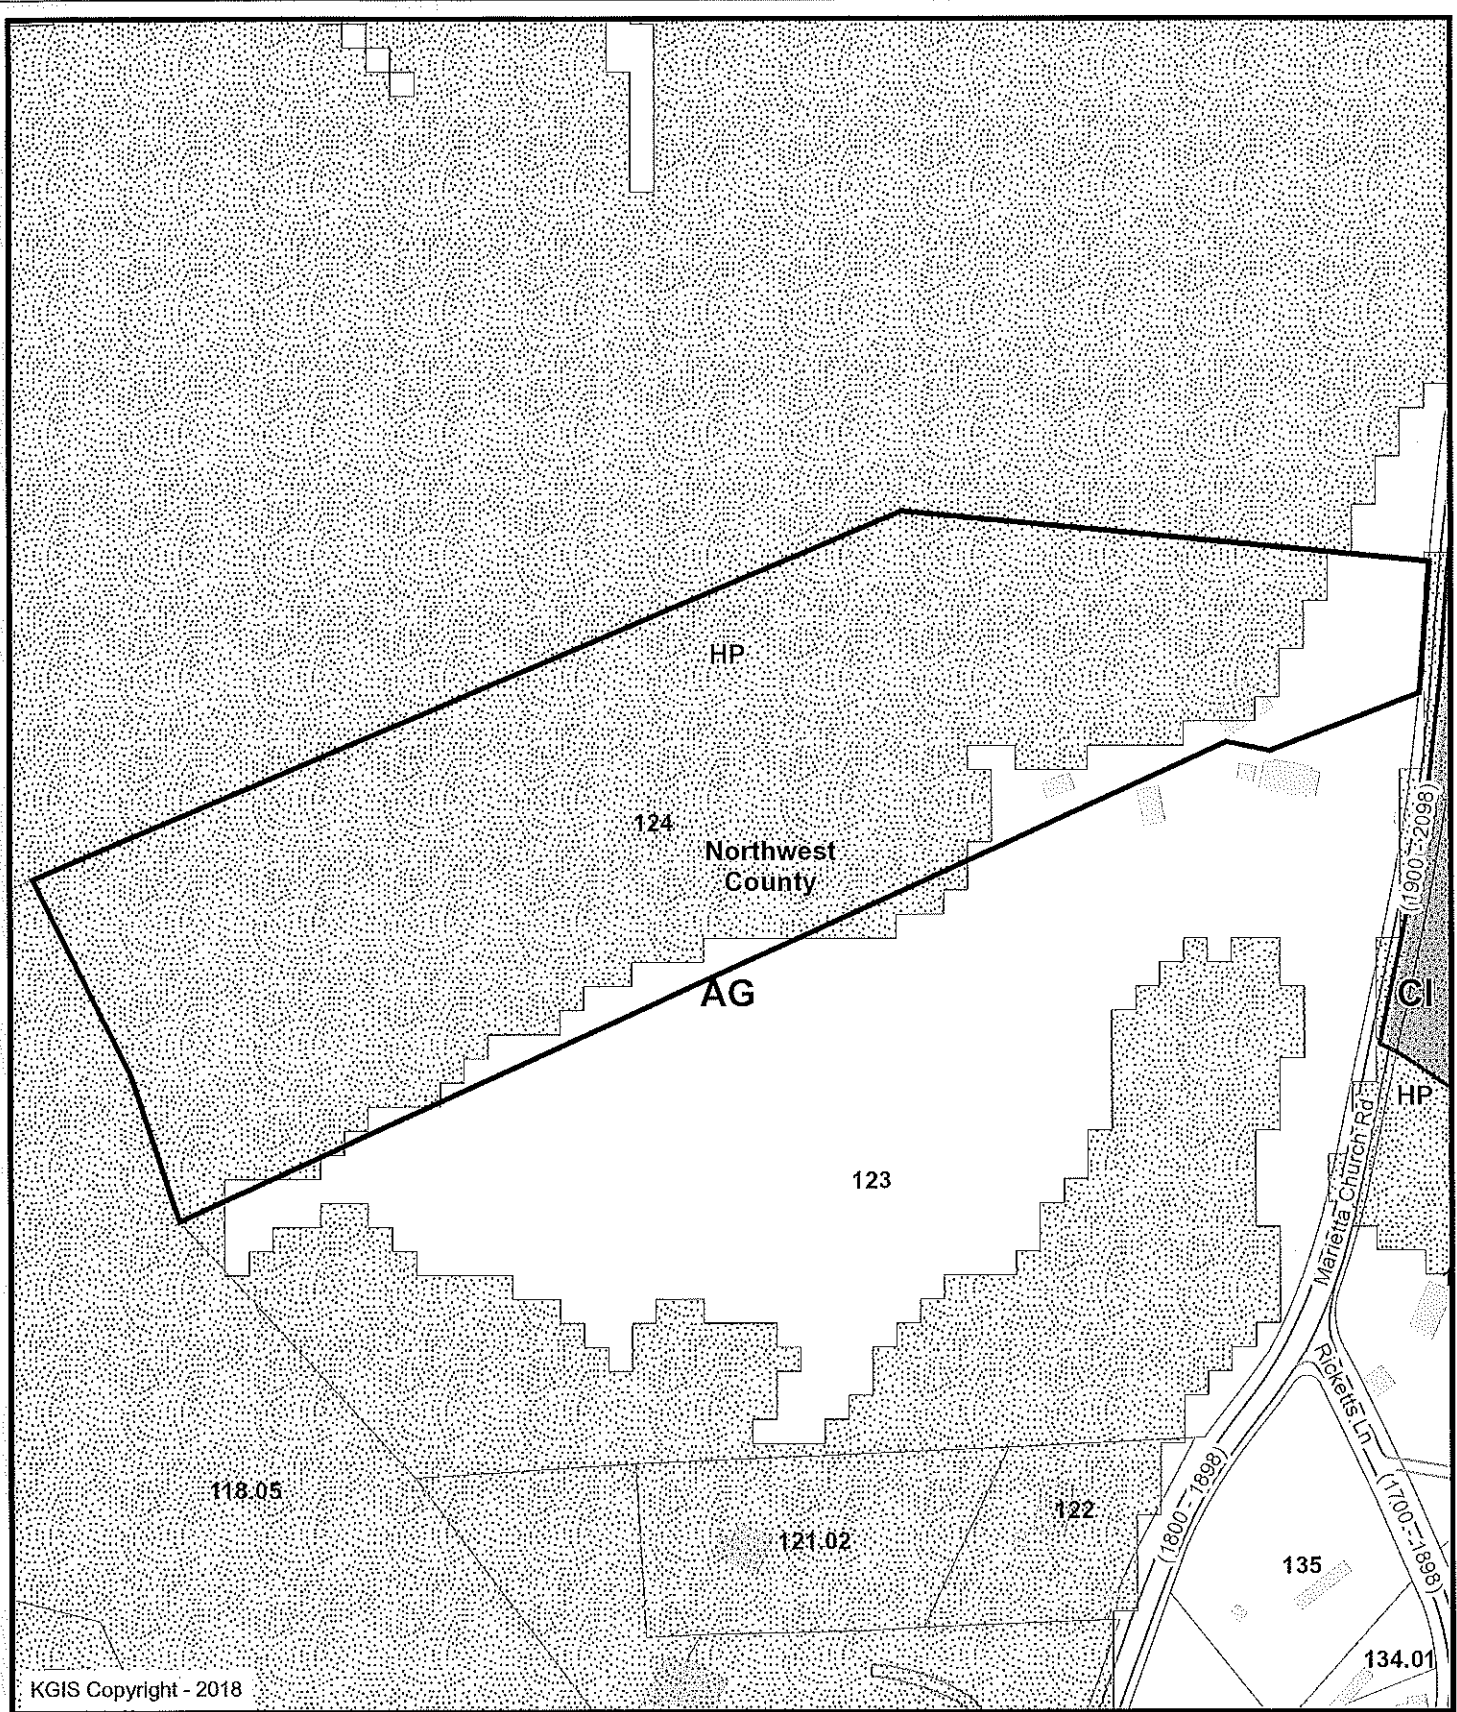 HP
124
Northwest
County
(1900 - 2098)
AG
CI
HP
Marietta Church Rd
123
Ricketts Ln
118.05
(1800 - 1898)
122
(1700 - 1898)
121.02
135
134.01
KGIS Copyright - 2018